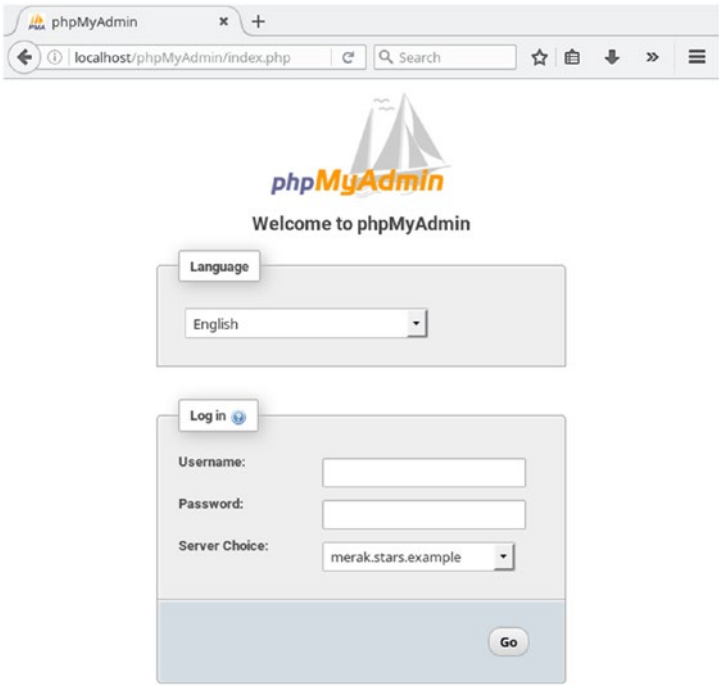 phpMyAdmin
localhost/phpMyAdmin/index.php
Search
phpMyAdmin
Welcome to phpMyAdmin
Language
English
Log in
Username:
Password:
Server Choice:
merak.stars.example
Go